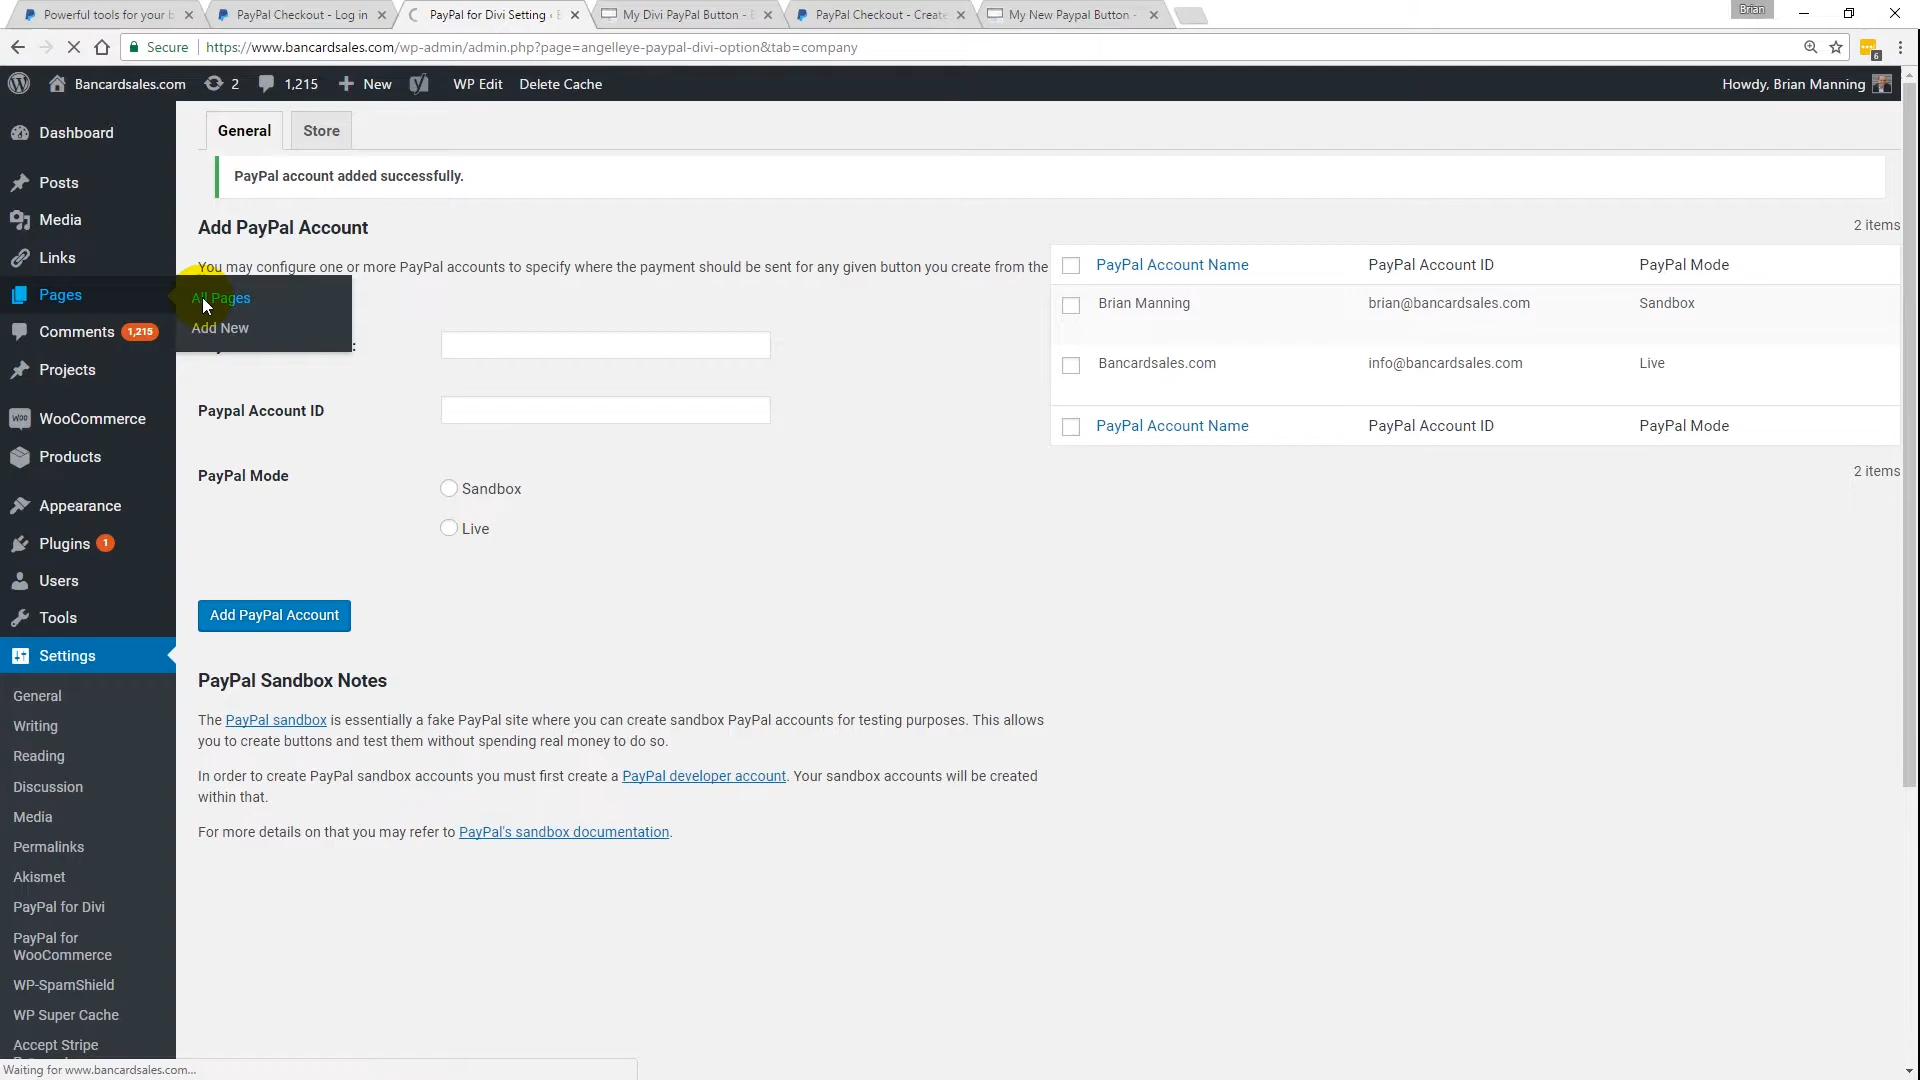 Powerful tools for your b
PayPal Checkout - Log in
PayPal for Divi Setting ‹
My Divi PayPal Button -
PayPal Checkout - Create
My New Paypal Button -
Brian
Secure
https://www.bancardsales.com/wp-admin/admin.php?page=angelleye-paypal-divi-option&tab=company
6
Bancardsales.com
2
1,215
New
WP Edit
Delete Cache
Howdy, Brian Manning
Dashboard
Posts
Media
Links
Pages
Comments 1,215
Projects
WooCommerce
Products
Appearance
Plugins 1
Users
Tools
Settings
General
Writing
Reading
Discussion
Media
Permalinks
Akismet
PayPal for Divi
PayPal for
WooCommerce
WP-SpamShield
WP Super Cache
Accept Stripe
All Pages
Add New
General
Store
PayPal account added successfully.
Add PayPal Account
You may configure one or more PayPal accounts to specify where the payment should be sent for any given button you create from the
:
Paypal Account ID
PayPal Mode
Sandbox
Live
Add PayPal Account
PayPal Sandbox Notes
The PayPal sandbox is essentially a fake PayPal site where you can create sandbox PayPal accounts for testing purposes. This allows
you to create buttons and test them without spending real money to do so.
In order to create PayPal sandbox accounts you must first create a PayPal developer account. Your sandbox accounts will be created
within that.
For more details on that you may refer to PayPal's sandbox documentation.
2 items
PayPal Account Name PayPal Account ID PayPal Mode
Brian Manning brian@bancardsales.com Sandbox
Bancardsales.com info@bancardsales.com Live
PayPal Account Name PayPal Account ID PayPal Mode
2 items
Waiting for www.bancardsales.com...